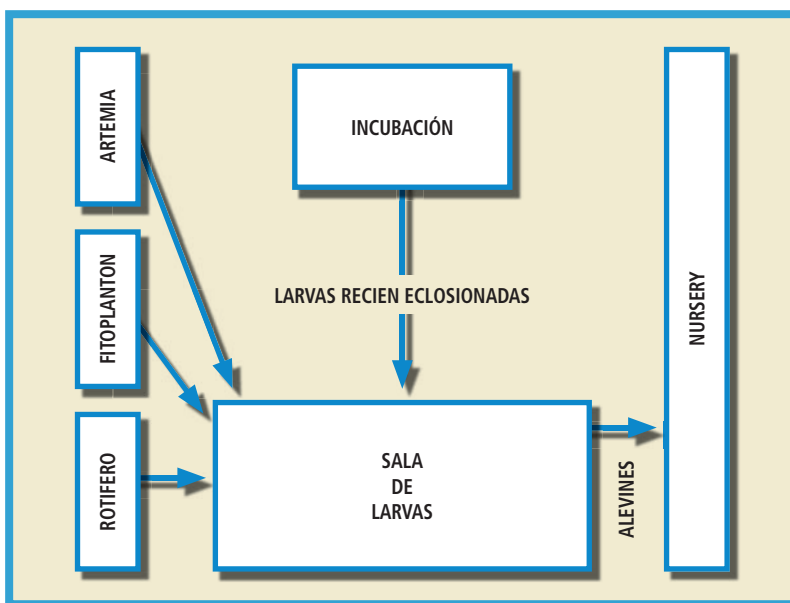 ARTEMIA
INCUBACIÓN
LARVAS RECIEN ECLOSIONADAS
FITOPLANTON
ROTIFERO
SALA
DE
LARVAS
ALEVINES
NURSERY